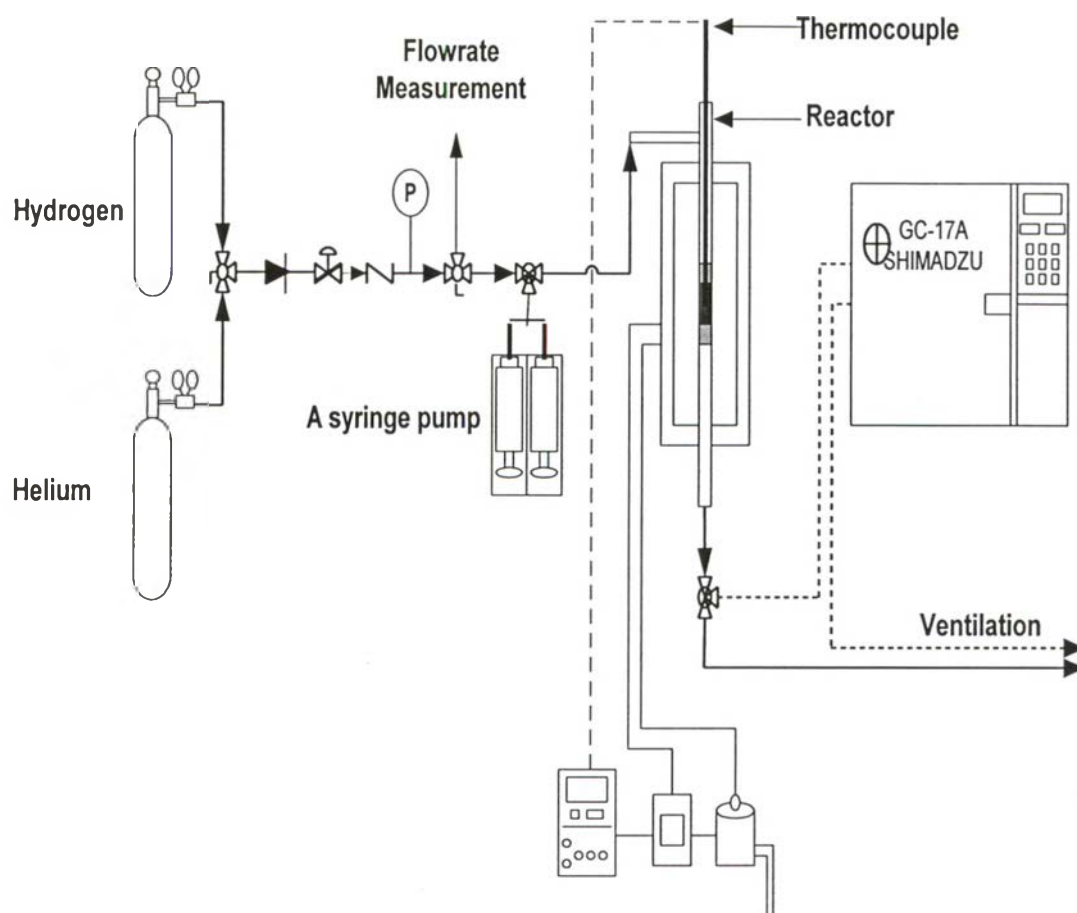 Thermocouple
Flowrate
Measurement
Reactor
Hydrogen
P
GC-17A
SHIMADZU
A syringe pump
Helium
Ventilation